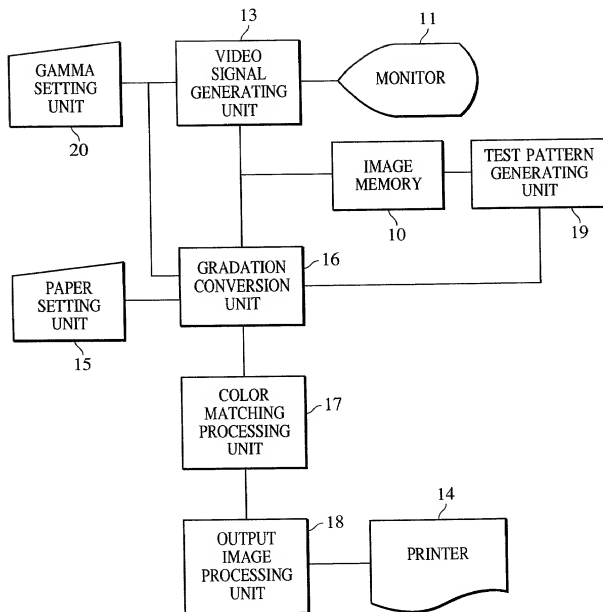 13
11
GAMMA
SETTING
UNIT
20
VIDEO
SIGNAL
GENERATING
UNIT
MONITOR
IMAGE
MEMORY
10
TEST PATTERN
GENERATING
UNIT
19
16
GRADATION
CONVERSION
UNIT
PAPER
SETTING
UNIT
15
COLOR
MATCHING
PROCESSING
UNIT
17
14
18
OUTPUT
IMAGE
PROCESSING
UNIT
PRINTER